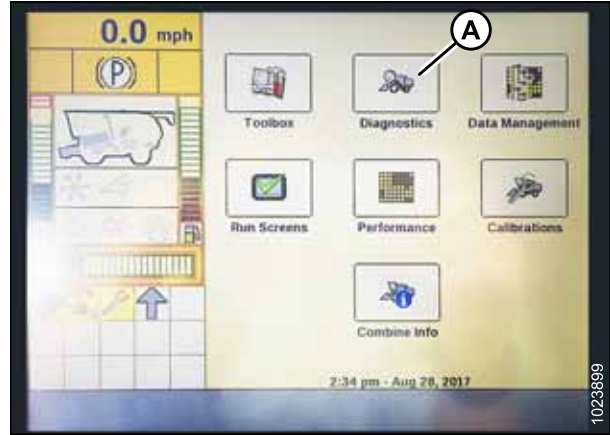 0.0 mph
A
(P)
Toolbox
Diagnostics
Data Management
Run Screens
Performance
Calibrations
Combine Info
2:34 pm - Aug 28, 2017
1023899